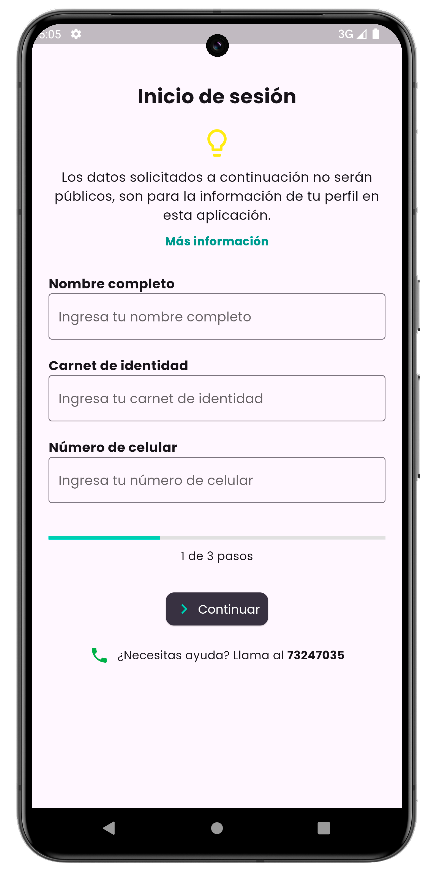 6:05
3G
Inicio de sesión
Los datos solicitados a continuación no serán
públicos, son para la información de tu perfil en
esta aplicación.
Más información
Nombre completo
Ingresa tu nombre completo
Carnet de identidad
Ingresa tu carnet de identidad
Número de celular
Ingresa tu número de celular
1 de 3 pasos
Continuar
¿Necesitas ayuda? Llama al 73247035